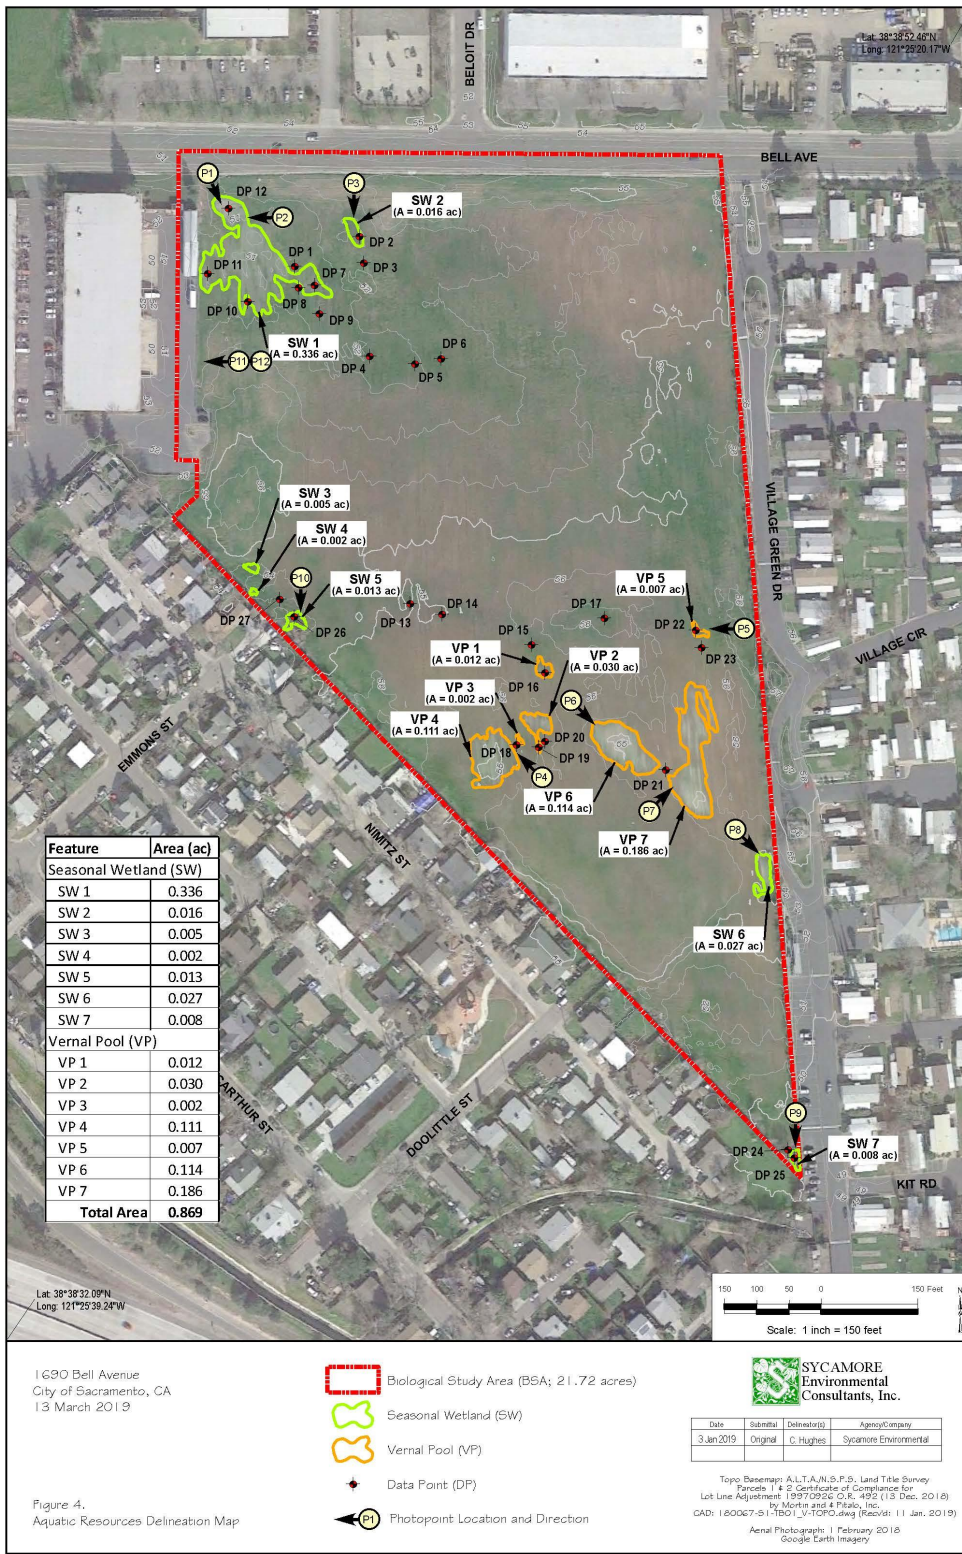 Lat: 38°38'52.46"N
Long: 121°25'20.17"W
BELOIT DR
BELL AVE
P1
DP 12
P2
P3
SW 2
(A = 0.016 ac)
DP 2
DP 3
DP 1
DP 11
DP 7
DP 8
DP 10
DP 9
SW 1
(A = 0.336 ac)
P11
P12
DP 4
DP 6
DP 5
SW 3
(A = 0.005 ac)
SW 4
(A = 0.002 ac)
P10
SW 5
(A = 0.013 ac)
DP 27
DP 26
DP 13
DP 14
DP 15
DP 17
VP 5
(A = 0.007 ac)
DP 22
P5
DP 23
VILLAGE GREEN DR
VILLAGE CIR
VP 1
(A = 0.012 ac)
DP 16
VP 2
(A = 0.030 ac)
VP 3
(A = 0.002 ac)
VP 4
(A = 0.111 ac)
P6
DP 18
DP 20
DP 19
P4
VP 6
(A = 0.114 ac)
DP 21
P7
VP 7
(A = 0.186 ac)
P8
SW 6
(A = 0.027 ac)
EMMONS ST
NIMITZ ST
CARTHUR ST
DOOLITTLE ST
P9
DP 24
DP 25
SW 7
(A = 0.008 ac)
KIT RD
Feature Area (ac)
Seasonal Wetland (SW)
SW 1 0.336
SW 2 0.016
SW 3 0.005
SW 4 0.002
SW 5 0.013
SW 6 0.027
SW 7 0.008
Vernal Pool (VP)
VP 1 0.012
VP 2 0.030
VP 3 0.002
VP 4 0.111
VP 5 0.007
VP 6 0.114
VP 7 0.186
Total Area 0.869
Lat: 38°38'32.09"N
Long: 121°25'39.24"W
150 100 50 0 150 Feet
N
Scale: 1 inch = 150 feet
1690 Bell Avenue
City of Sacramento, CA
13 March 2019
Figure 4.
Aquatic Resources Delineation Map
Biological Study Area (BSA; 21.72 acres)
Seasonal Wetland (SW)
Vernal Pool (VP)
Data Point (DP)
P1 Photopoint Location and Direction
SYCAMORE
Environmental
Consultants, Inc.
Date Submittal Delineator(s) Agency/Company
3 Jan 2019 Original C. Hughes Sycamore Environmental
Topo Basemap: A.L.T.A./N.S.P.S. Land Title Survey
Parcels 1 & 2 Certificate of Compliance for
Lot Line Adjustment 19970926 O.R. 492 (13 Dec. 2018)
by Morton and & Pitalo, Inc.
CAD: 180067-S1-TB01_V-TOPO.dwg (Recv'd: 11 Jan. 2019)
Aerial Photograph: 1 February 2018
Google Earth Imagery